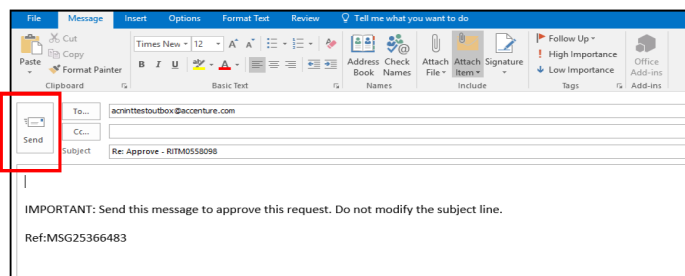 File Message Insert Options Format Text Review Tell me what you want to do
Cut
Copy
Format Painter
Paste
Clipboard
Times New 12 A A
B I U A
Basic Text
Address Book
Check Names
Names
Attach File
Attach Item
Signature
Include
Follow Up
High Importance
Low Importance
Tags
Office Add-ins
Add-ins
Send
To... acninttestoutbox@accenture.com
Cc...
Subject Re: Approve - RITM0558098
IMPORTANT: Send this message to approve this request. Do not modify the subject line.
Ref:MSG25366483